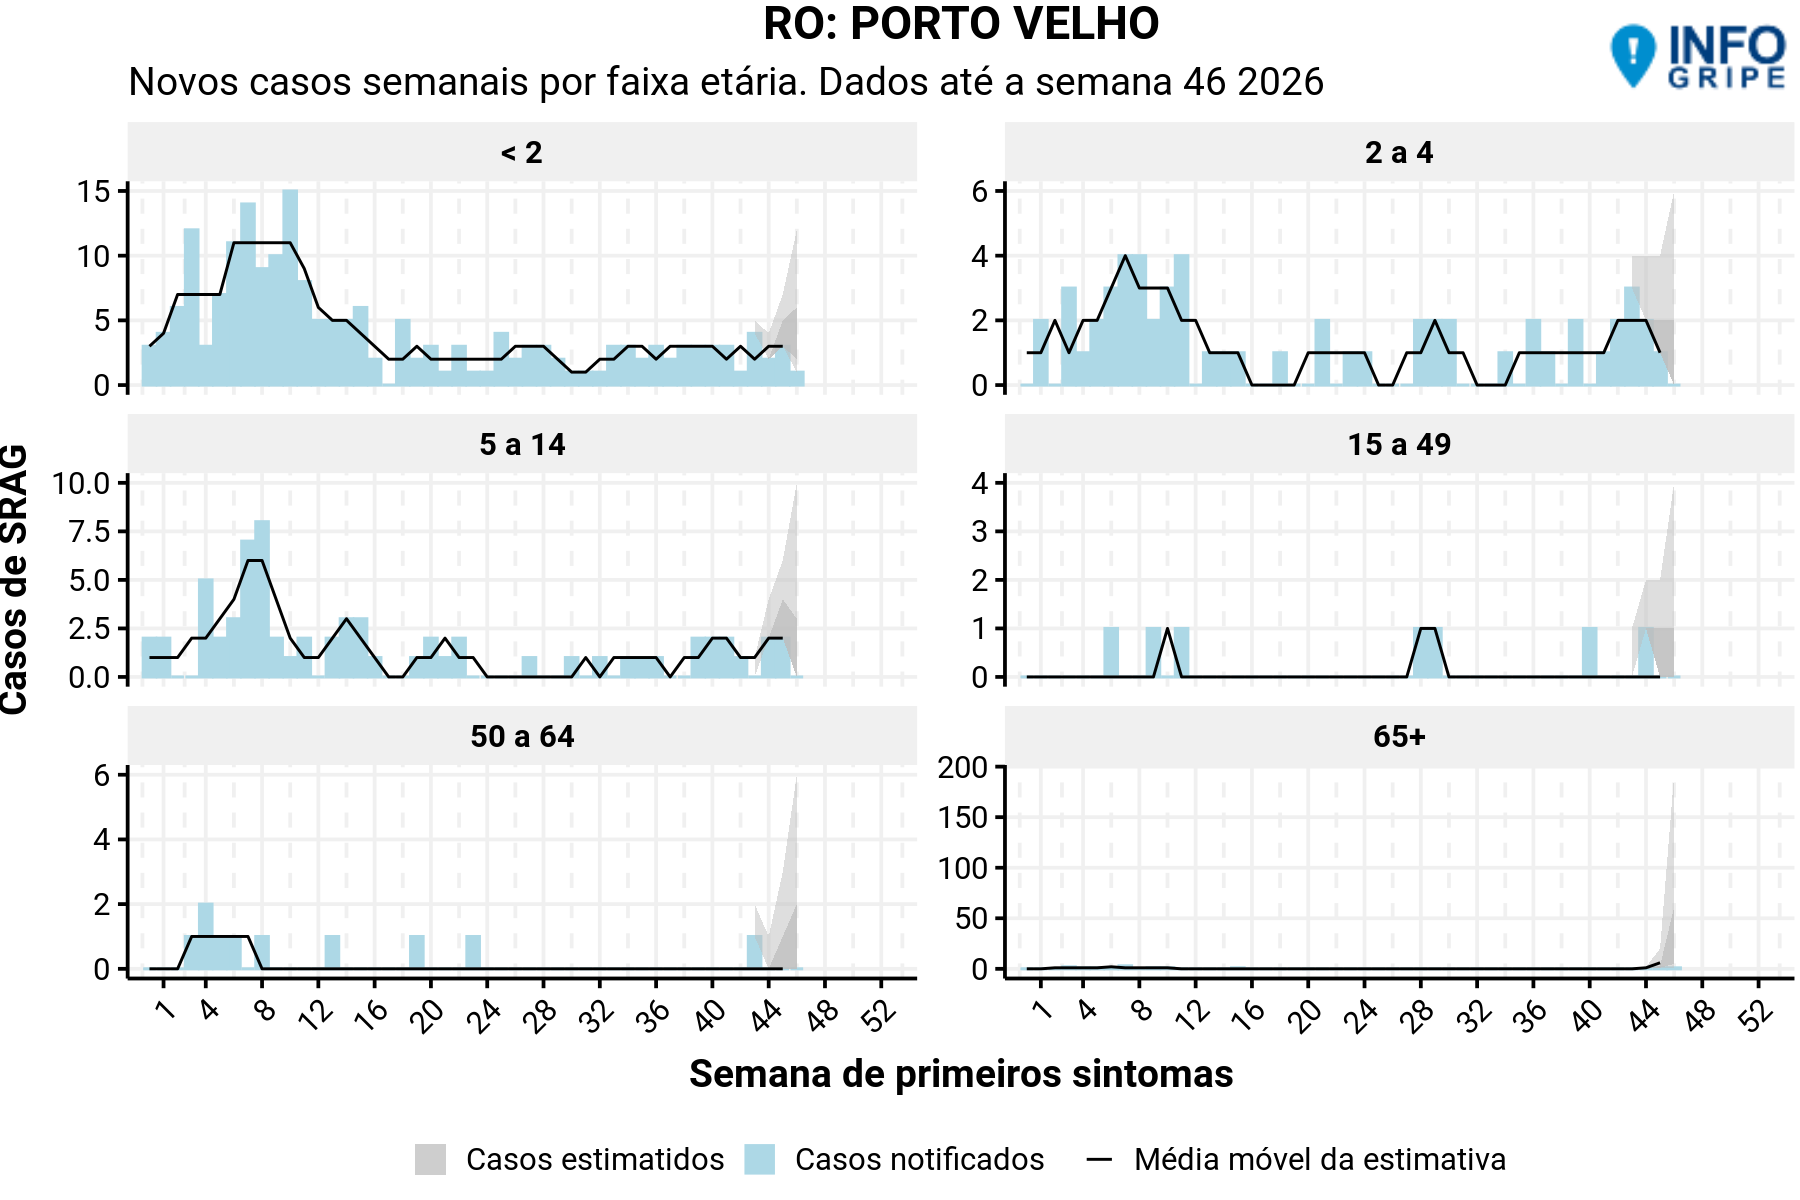 RO: PORTO VELHO
INFO
GRIPE
Novos casos semanais por faixa etária. Dados até a semana 46 2026
< 2
2 a 4
15
10
5
0
6
4
2
0
5 a 14
15 a 49
10.0
7.5
5.0
2.5
0.0
4
3
2
1
0
50 a 64
65+
6
4
2
0
200
150
100
50
0
1 4 8 12 16 20 24 28 32 36 40 44 48 52
1 4 8 12 16 20 24 28 32 36 40 44 48 52
Casos de SRAG
Semana de primeiros sintomas
Casos estimatidos Casos notificados Média móvel da estimativa